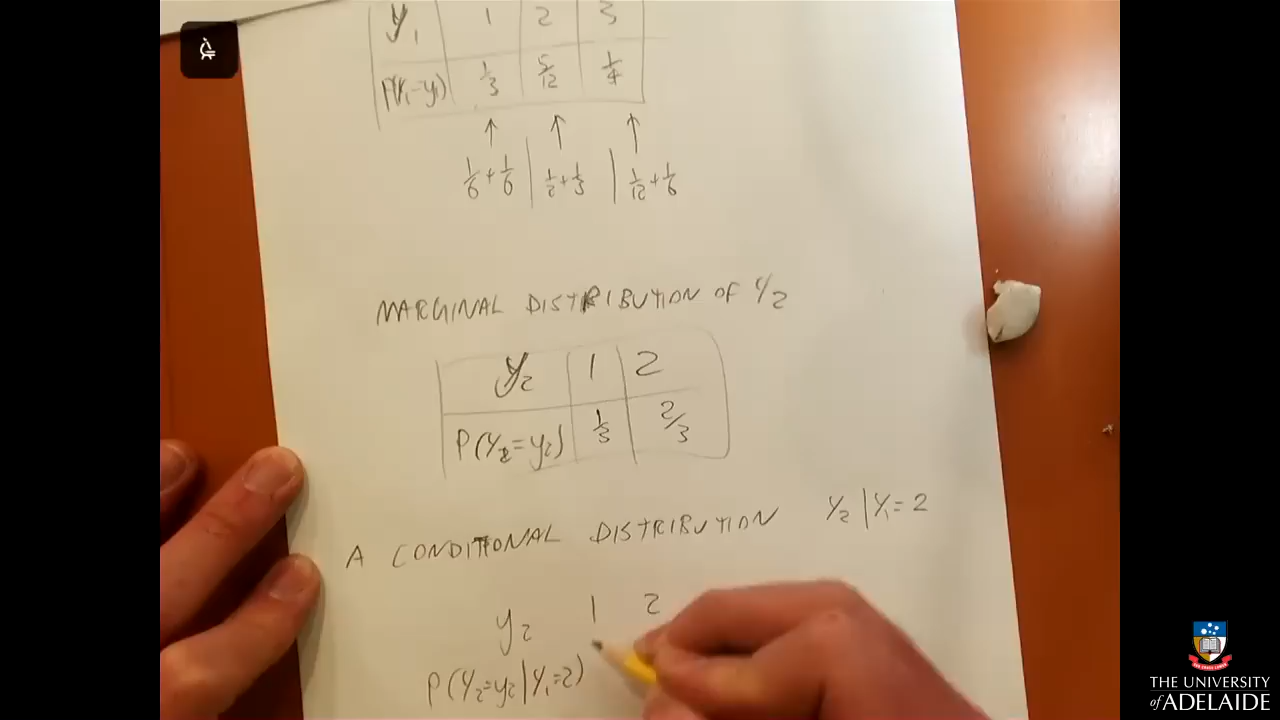 y₁ 1 2 3
P(Y₁=y₁) 1/3 5/12 1/4
↑ ↑ ↑
1/6+1/6 | 1/12+1/3 | 1/12+1/6
MARGINAL DISTRIBUTION OF Y₂
y₂ 1 2
P(Y₂=y₂) 1/3 2/3
A CONDITIONAL DISTRIBUTION Y₂|Y₁=2
y₂ 1 2
P(Y₂=y₂|Y₁=2)
THE UNIVERSITY
of ADELAIDE